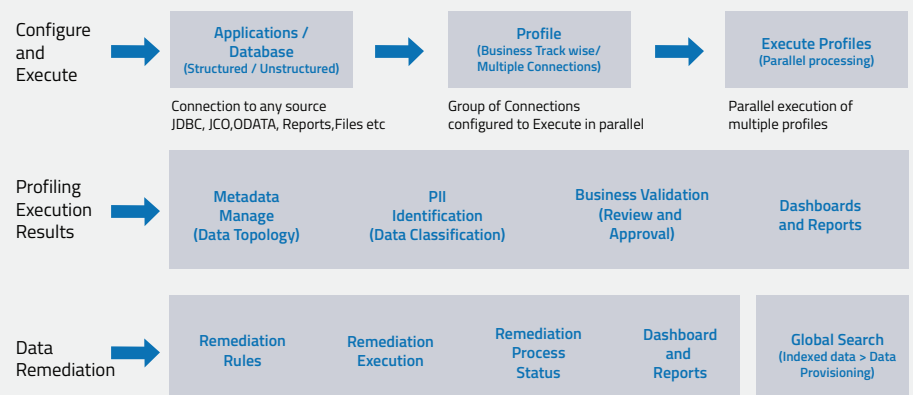 Configure
and
Execute
Applications /
Database
(Structured / Unstructured)
Profile
(Business Track wise/
Multiple Connections)
Execute Profiles
(Parallel processing)
Connection to any source
JDBC, JCO,ODATA, Reports,Files etc
Group of Connections
configured to Execute in parallel
Parallel execution of
multiple profiles
Profiling
Execution
Results
Metadata
Manage
(Data Topology)
PII
Identification
(Data Classification)
Business Validation
(Review and
Approval)
Dashboards
and Reports
Data
Remediation
Remediation
Rules
Remediation
Execution
Remediation
Process
Status
Dashboard
and
Reports
Global Search
(Indexed data > Data
Provisioning)